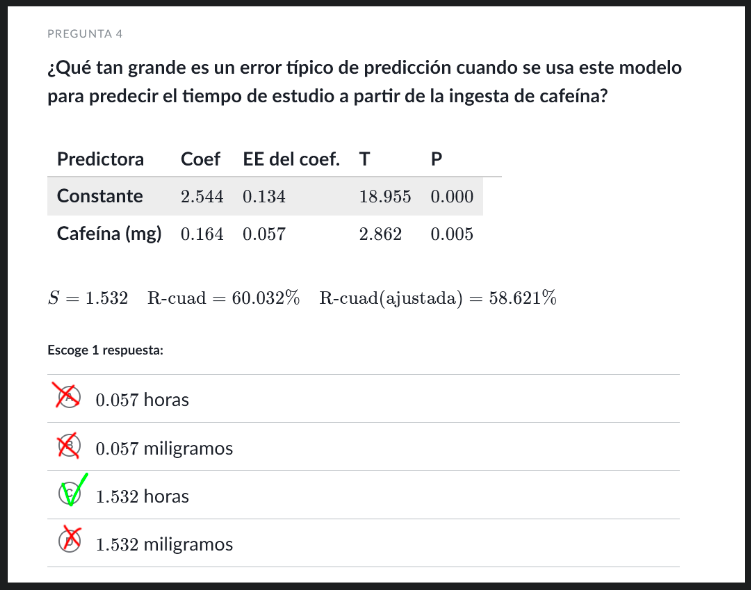 PREGUNTA 4
¿Qué tan grande es un error típico de predicción cuando se usa este modelo
para predecir el tiempo de estudio a partir de la ingesta de cafeína?
Predictora Coef EE del coef. T P
Constante 2.544 0.134 18.955 0.000
Cafeína (mg) 0.164 0.057 2.862 0.005
S = 1.532 R-cuad = 60.032% R-cuad(ajustada) = 58.621%
Escoge 1 respuesta:
A 0.057 horas
B 0.057 miligramos
C 1.532 horas
D 1.532 miligramos